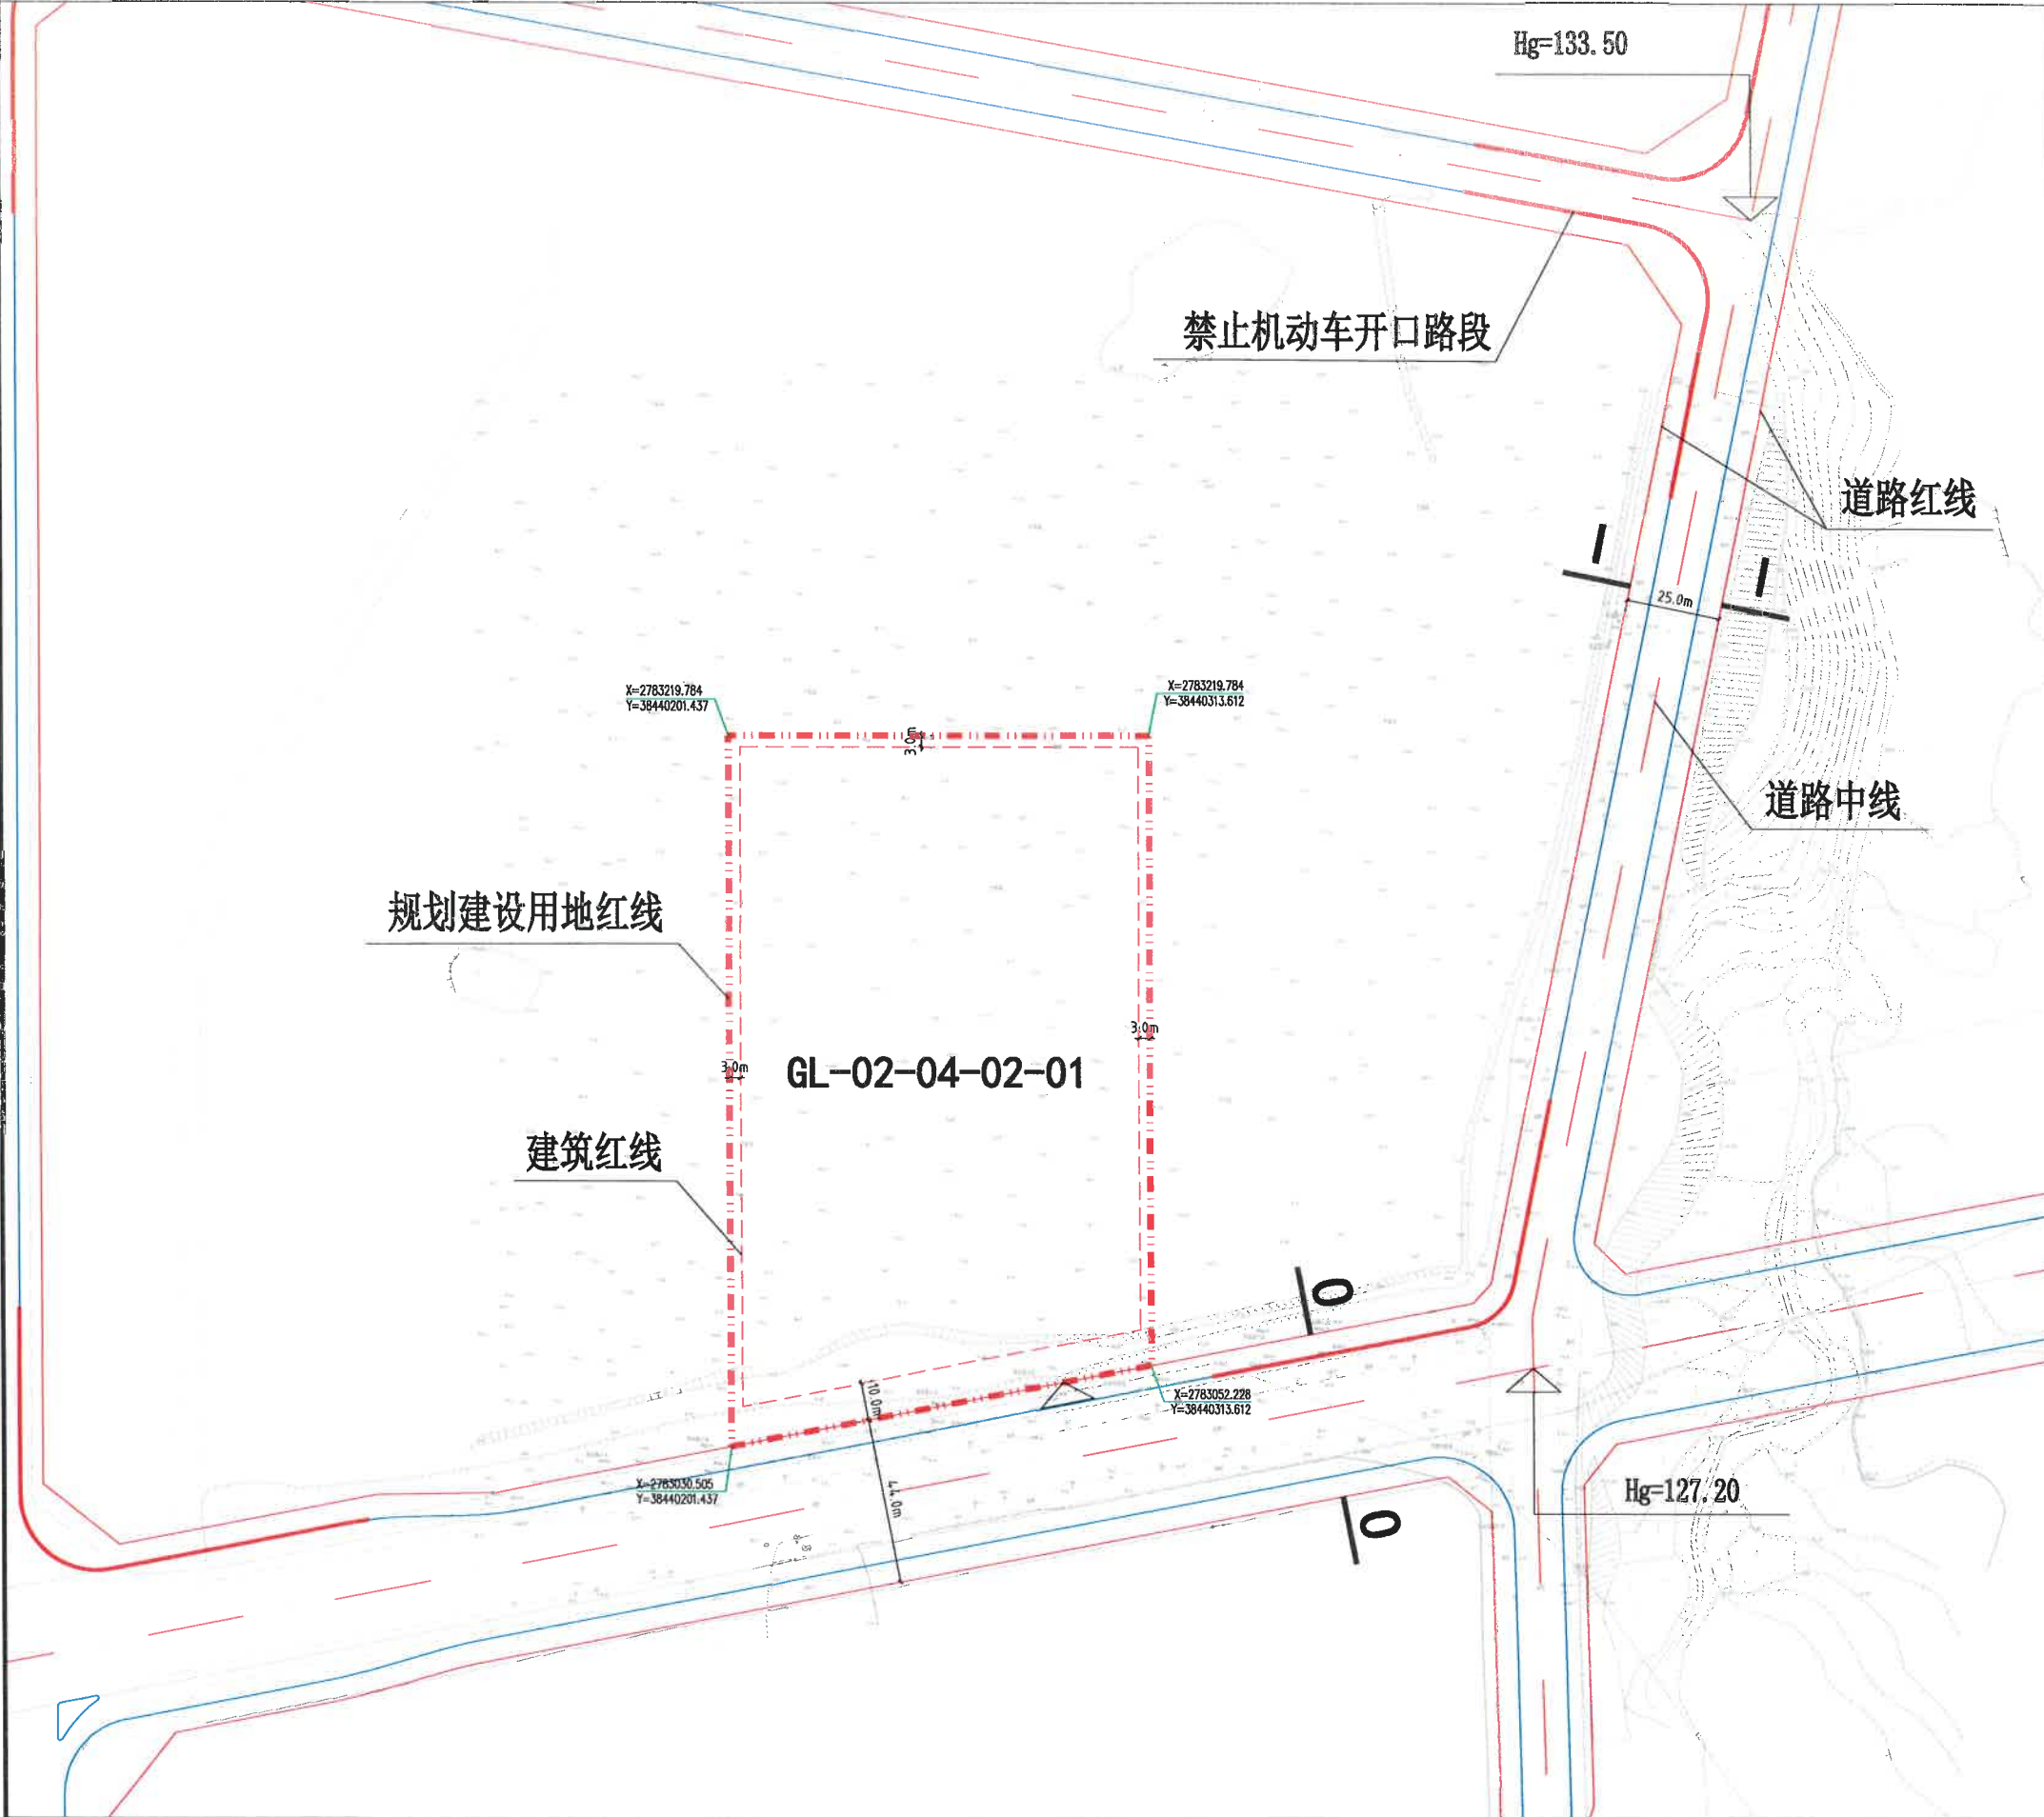 Hg=133.50
禁止机动车开口路段
道路红线
I
I
25.0m
X=2783219.784
Y=38440201.437
X=2783219.784
Y=38440313.612
3.0m
道路中线
规划建设用地红线
3.0m
3.0m
GL-02-04-02-01
建筑红线
0
10.0m
X=2783052.228
Y=38440313.612
X=2783030.505
Y=38440201.437
44.0m
Hg=127.20
0